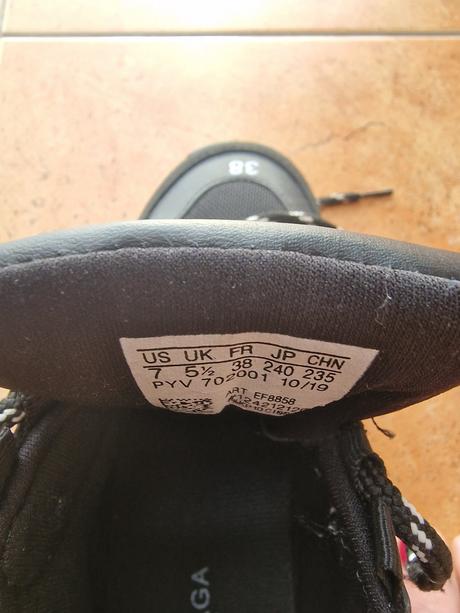 38
US UK FR JP CHN
7 5½ 38 240 235
PYV 702001 10/19
ART EF8858